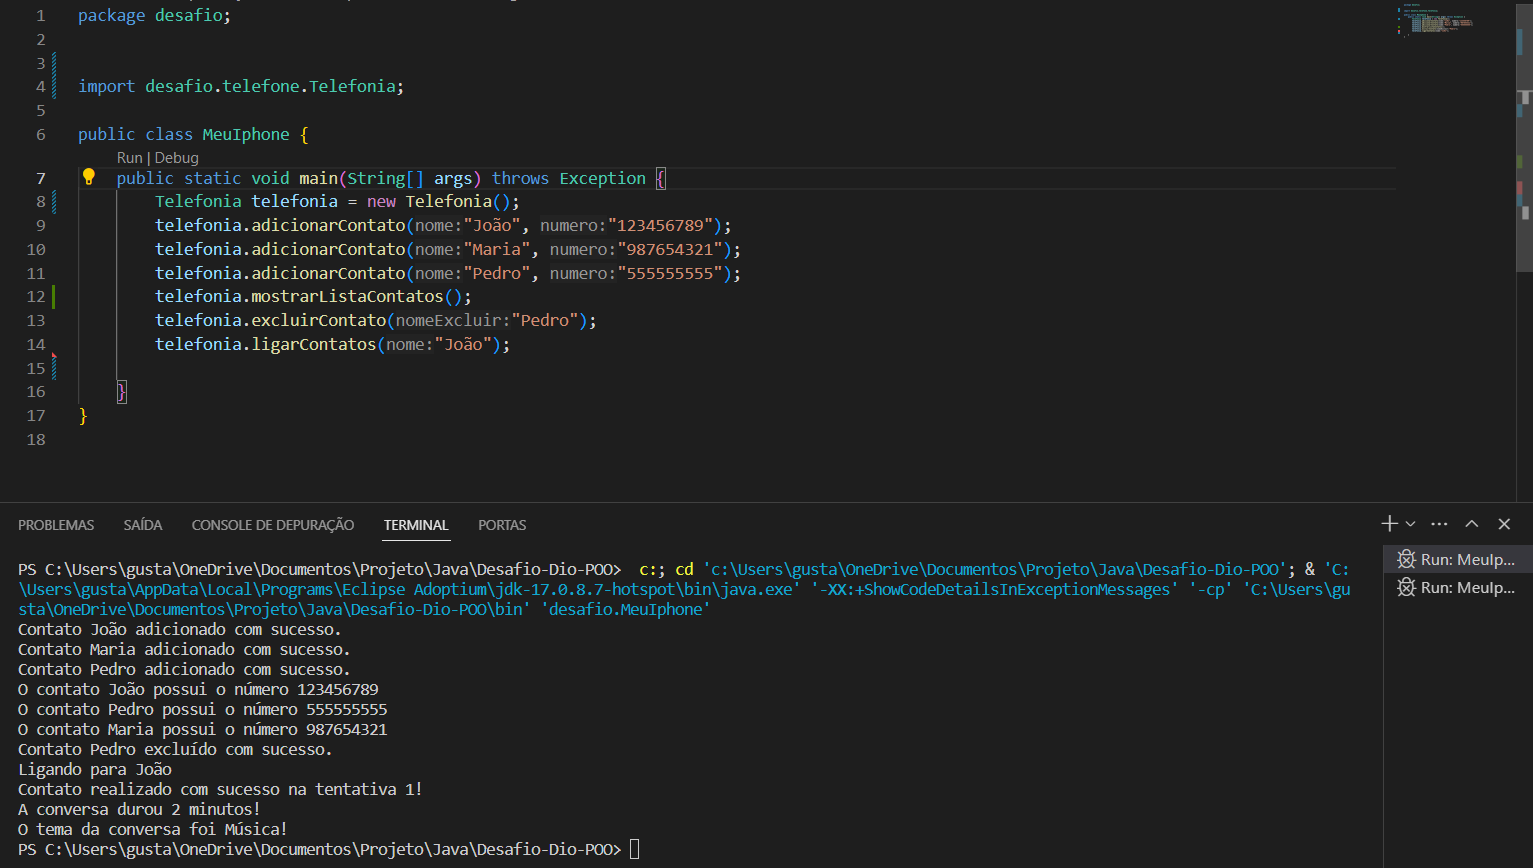 1 package desafio;
2
3
4 import desafio.telefone.Telefonia;
5
6 public class MeuIphone {
Run | Debug
7 public static void main(String[] args) throws Exception {
8 Telefonia telefonia = new Telefonia();
9 telefonia.adicionarContato(nome:"João", numero:"123456789");
10 telefonia.adicionarContato(nome:"Maria", numero:"987654321");
11 telefonia.adicionarContato(nome:"Pedro", numero:"555555555");
12 telefonia.mostrarListaContatos();
13 telefonia.excluirContato(nomeExcluir:"Pedro");
14 telefonia.ligarContatos(nome:"João");
15
16 }
17 }
18
PROBLEMAS SAÍDA CONSOLE DE DEPURAÇÃO TERMINAL PORTAS
PS C:\Users\gusta\OneDrive\Documentos\Projeto\Java\Desafio-Dio-POO> c:; cd 'c:\Users\gusta\OneDrive\Documentos\Projeto\Java\Desafio-Dio-POO'; & 'C:
\Users\gusta\AppData\Local\Programs\Eclipse Adoptium\jdk-17.0.8.7-hotspot\bin\java.exe' '-XX:+ShowCodeDetailsInExceptionMessages' '-cp' 'C:\Users\gu
sta\OneDrive\Documentos\Projeto\Java\Desafio-Dio-POO\bin' 'desafio.MeuIphone'
Contato João adicionado com sucesso.
Contato Maria adicionado com sucesso.
Contato Pedro adicionado com sucesso.
O contato João possui o número 123456789
O contato Pedro possui o número 555555555
O contato Maria possui o número 987654321
Contato Pedro excluído com sucesso.
Ligando para João
Contato realizado com sucesso na tentativa 1!
A conversa durou 2 minutos!
O tema da conversa foi Música!
PS C:\Users\gusta\OneDrive\Documentos\Projeto\Java\Desafio-Dio-POO>
Run: MeuIp...
Run: MeuIp...